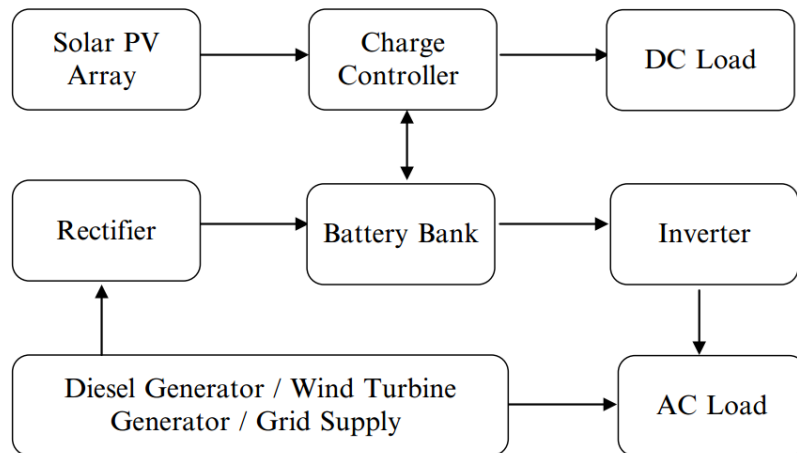 Solar PV
Array
Charge
Controller
DC Load
Rectifier
Battery Bank
Inverter
Diesel Generator / Wind Turbine
Generator / Grid Supply
AC Load